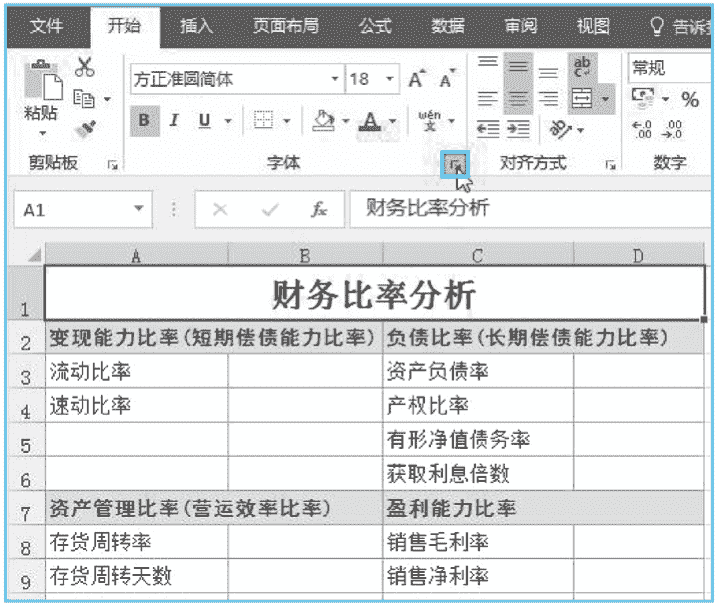 文件 开始 插入 页面布局 公式 数据 审阅 视图 告诉
方正准圆简体 18 A A ab c 常规
粘贴 B I U A wén 文 %
.0 .00 .00 .0
剪贴板 字体 对齐方式 数字
A1 fx 财务比率分析
A B C D
1 财务比率分析
2 变现能力比率(短期偿债能力比率) 负债比率(长期偿债能力比率)
3 流动比率 资产负债率
4 速动比率 产权比率
5 有形净值债务率
6 获取利息倍数
7 资产管理比率(营运效率比率) 盈利能力比率
8 存货周转率 销售毛利率
9 存货周转天数 销售净利率